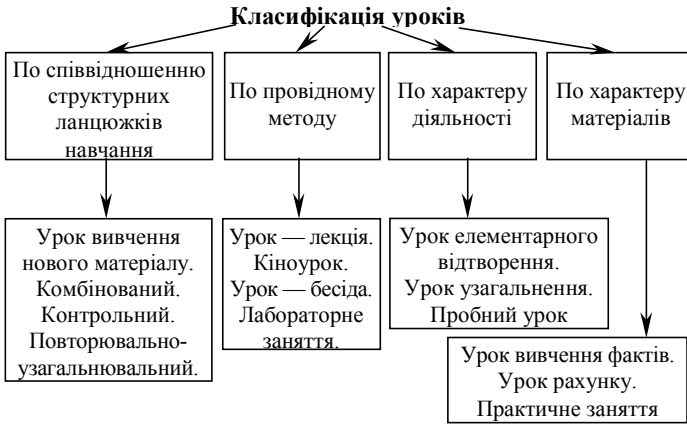 Класифікація уроків
По співвідношенню
структурних
ланцюжків
навчання
По провідному
методу
По характеру
діяльності
По характеру
матеріалів
Урок вивчення
нового матеріалу.
Комбінований.
Контрольний.
Повторювально-
узагальнювальний.
Урок — лекція.
Кіноурок.
Урок — бесіда.
Лабораторне
заняття.
Урок елементарного
відтворення.
Урок узагальнення.
Пробний урок
Урок вивчення фактів.
Урок рахунку.
Практичне заняття